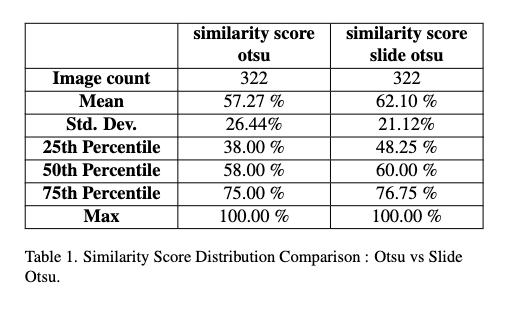 similarity score similarity score
otsu slide otsu
Image count 322 322
Mean 57.27 % 62.10 %
Std. Dev. 26.44% 21.12%
25th Percentile 38.00 % 48.25 %
50th Percentile 58.00 % 60.00 %
75th Percentile 75.00 % 76.75 %
Max 100.00 % 100.00 %
Table 1. Similarity Score Distribution Comparison : Otsu vs Slide
Otsu.